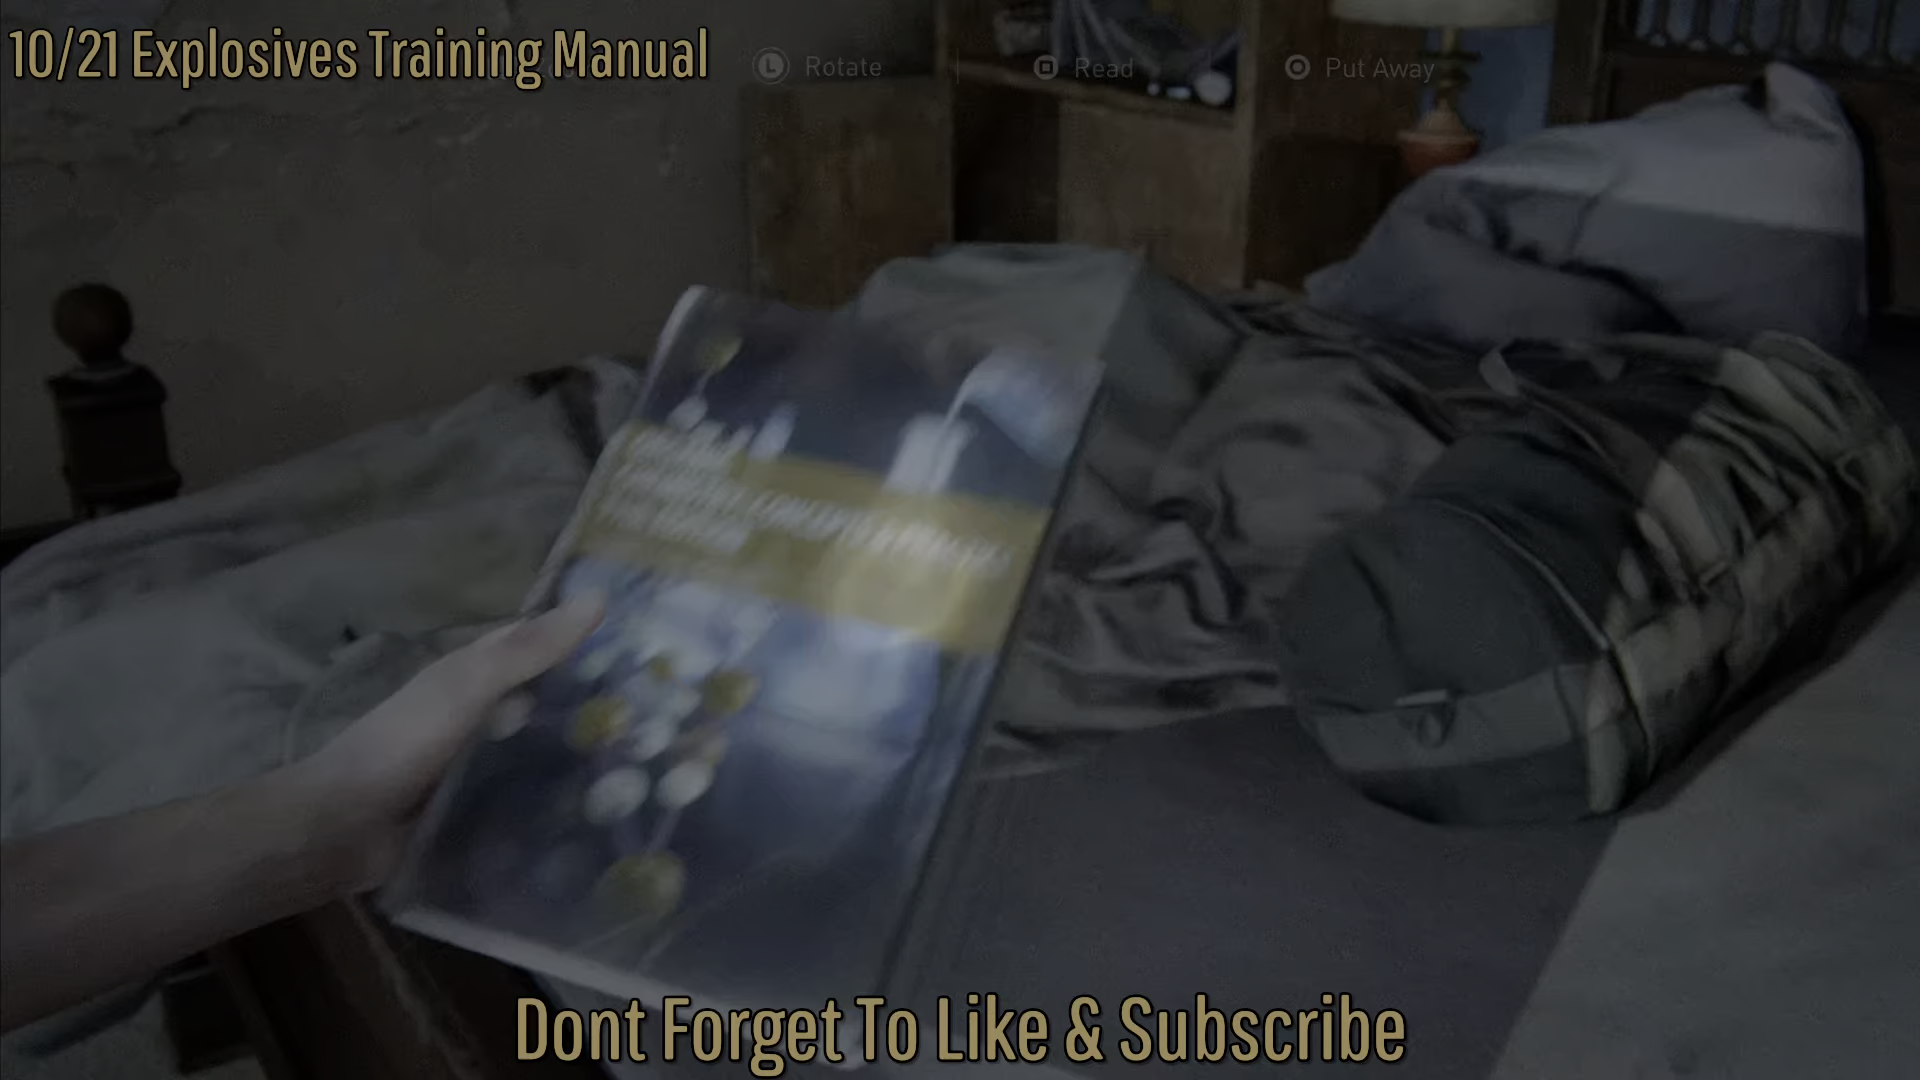 10/21 Explosives Training Manual
L Rotate
Read
Put Away
Dont Forget To Like & Subscribe